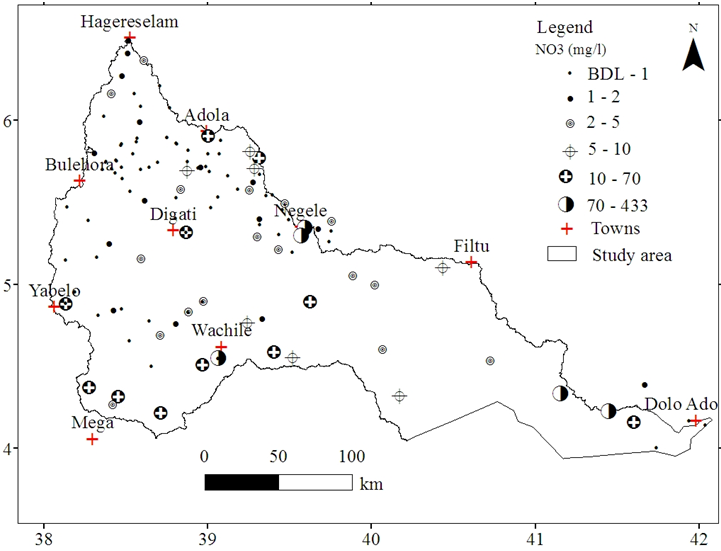 Hagereselam
Legend
N
NO3 (mg/l)
BDL - 1
1 - 2
2 - 5
5 - 10
10 - 70
70 - 433
Towns
Study area
6
Adola
Bulehora
Digati
Negele
Filtu
5
Yabelo
Wachile
Dolo Ado
Mega
4
0 50 100
km
38 39 40 41 42